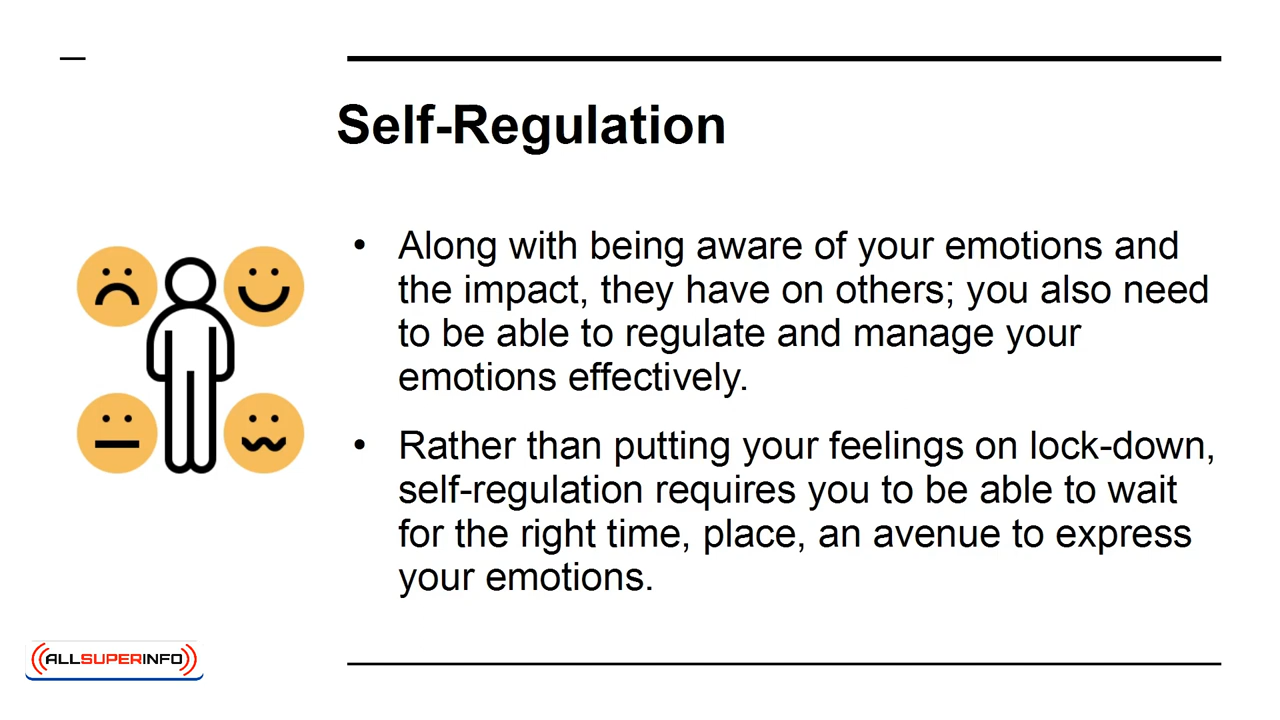 Self-Regulation
• Along with being aware of your emotions and
the impact, they have on others; you also need
to be able to regulate and manage your
emotions effectively.
• Rather than putting your feelings on lock-down,
self-regulation requires you to be able to wait
for the right time, place, an avenue to express
your emotions.
ALLSUPERINFO